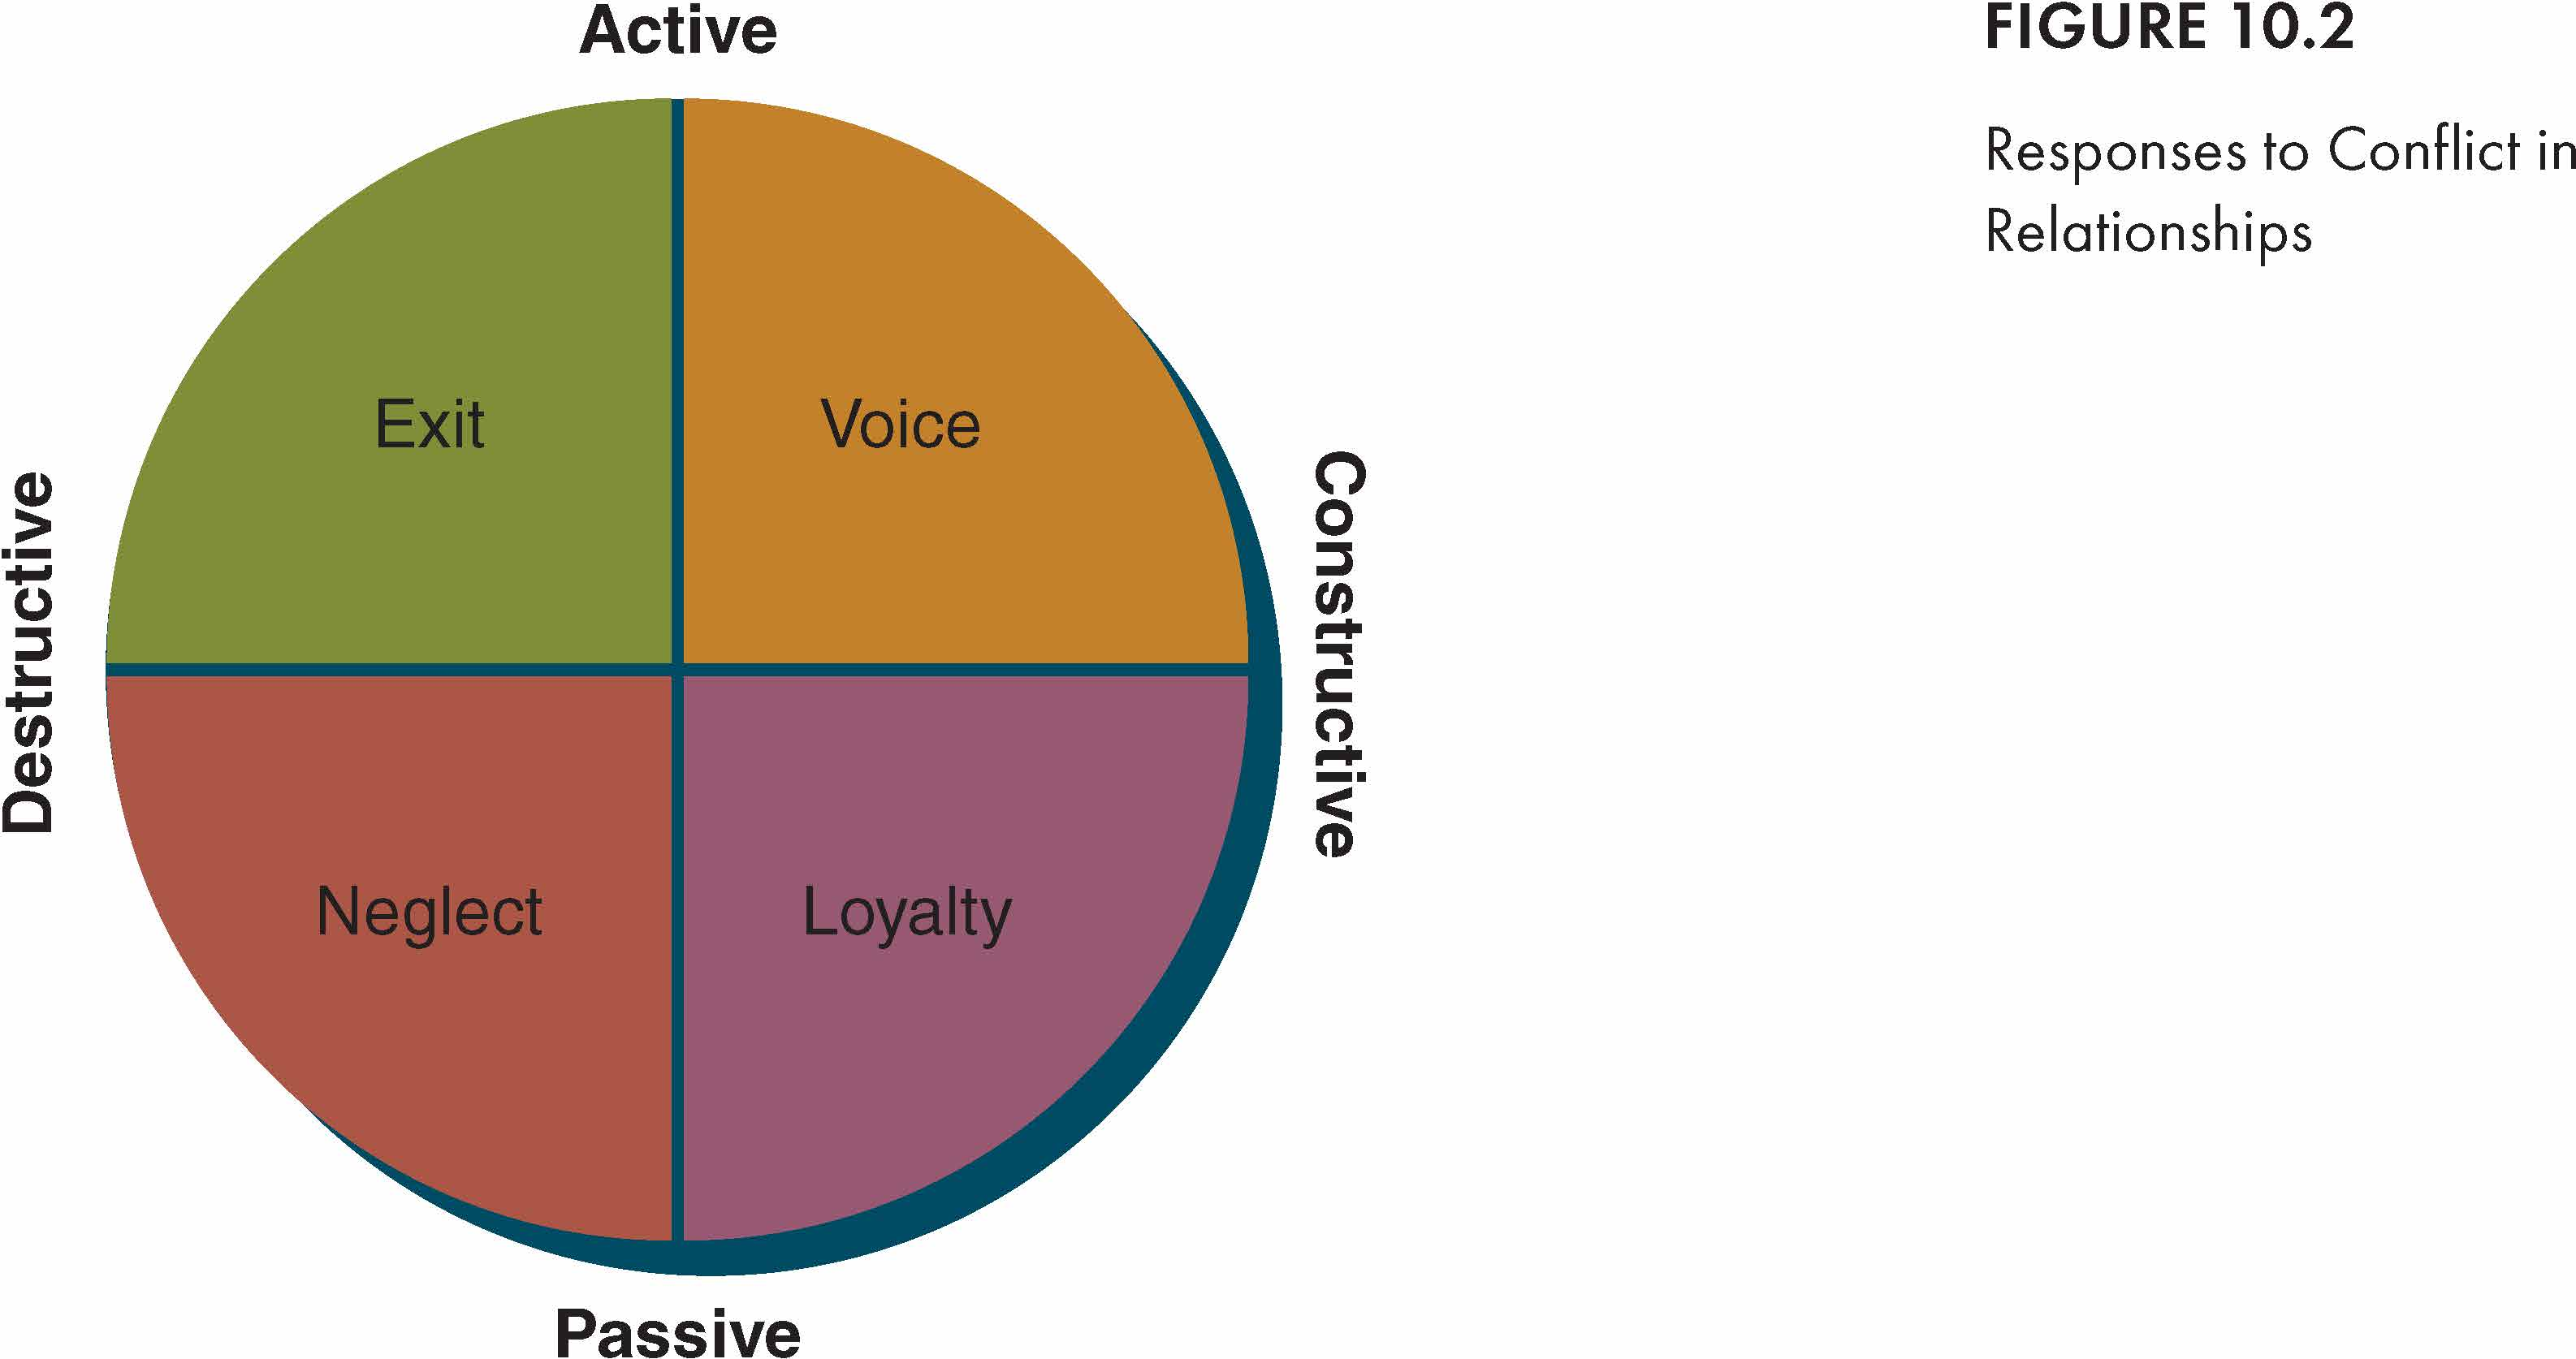 Active
FIGURE 10.2
Responses to Conflict in
Relationships
Exit
Voice
Destructive
Constructive
Neglect
Loyalty
Passive